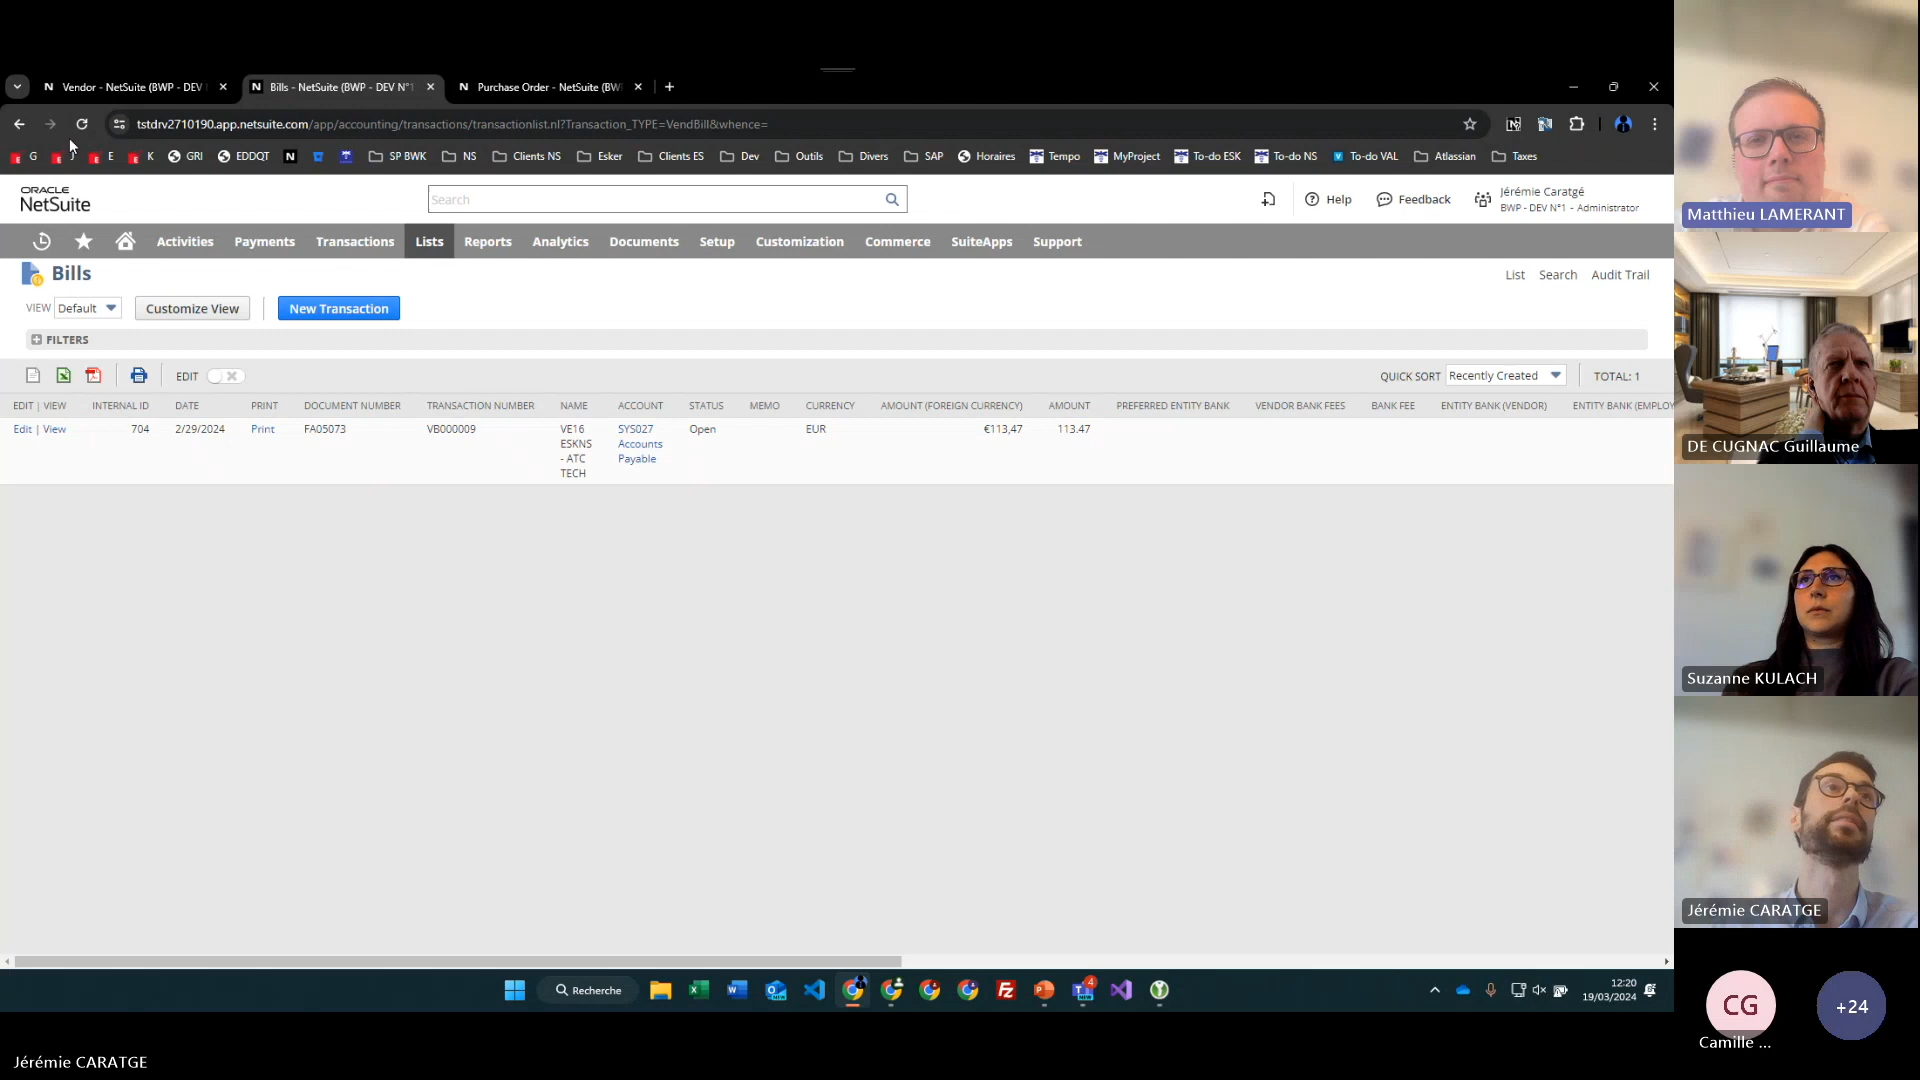 Vendor - NetSuite (BWP - DEV
Bills - NetSuite (BWP - DEV N°1
Purchase Order - NetSuite (BW
tstdrv2710190.app.netsuite.com/app/accounting/transactions/transactionlist.nl?Transaction_TYPE=VendBill&whence=
G J E K GRI EDDQT SP BWK NS Clients NS Esker Clients ES Dev Outils Divers SAP Horaires Tempo MyProject To-do ESK To-do NS To-do VAL Atlassian Taxes
ORACLE
NetSuite
Search
Help
Feedback
Jérémie Caratgé
BWP - DEV N°1 - Administrator
Activities Payments Transactions Lists Reports Analytics Documents Setup Customization Commerce SuiteApps Support
Bills
List Search Audit Trail
VIEW Default Customize View New Transaction
FILTERS
EDIT
QUICK SORT Recently Created TOTAL: 1
EDIT | VIEW INTERNAL ID DATE PRINT DOCUMENT NUMBER TRANSACTION NUMBER NAME ACCOUNT STATUS MEMO CURRENCY AMOUNT (FOREIGN CURRENCY) AMOUNT PREFERRED ENTITY BANK VENDOR BANK FEES BANK FEE ENTITY BANK (VENDOR) ENTITY BANK (EMPLOY
Edit | View 704 2/29/2024 Print FA05073 VB000009 VE16 SYS027 Open EUR €113,47 113.47
ESKNS Accounts
- ATC Payable
TECH
Recherche
12:20
19/03/2024
4
Jérémie CARATGE
Matthieu LAMERANT
DE CUGNAC Guillaume
Suzanne KULACH
Jérémie CARATGE
CG
Camille ...
+24